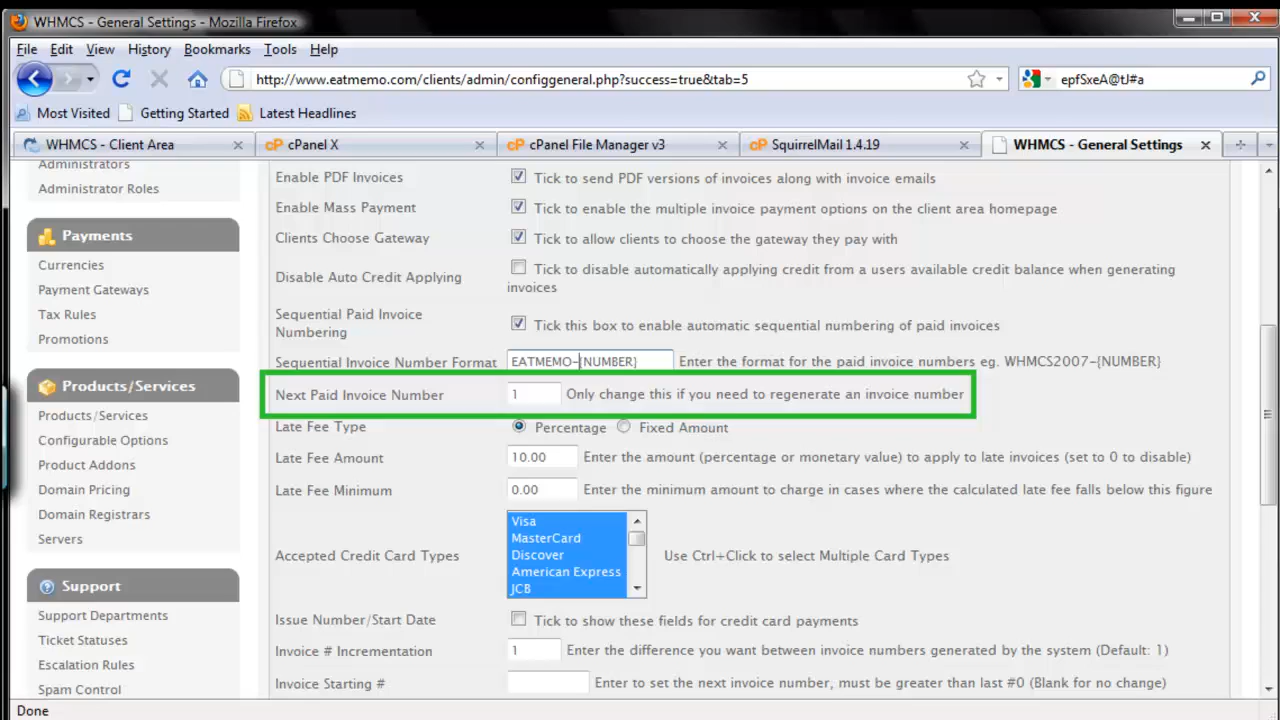 WHMCS - General Settings - Mozilla Firefox
File Edit View History Bookmarks Tools Help
http://www.eatmemo.com/clients/admin/configgeneral.php?success=true&tab=5
epfSxeA@tJ#a
Most Visited Getting Started Latest Headlines
WHMCS - Client Area
cPanel X
cPanel File Manager v3
SquirrelMail 1.4.19
WHMCS - General Settings
Administrators
Administrator Roles
Payments
Currencies
Payment Gateways
Tax Rules
Promotions
Products/Services
Products/Services
Configurable Options
Product Addons
Domain Pricing
Domain Registrars
Servers
Support
Support Departments
Ticket Statuses
Escalation Rules
Spam Control
Enable PDF Invoices Tick to send PDF versions of invoices along with invoice emails
Enable Mass Payment Tick to enable the multiple invoice payment options on the client area homepage
Clients Choose Gateway Tick to allow clients to choose the gateway they pay with
Disable Auto Credit Applying Tick to disable automatically applying credit from a users available credit balance when generating
invoices
Sequential Paid Invoice
Numbering Tick this box to enable automatic sequential numbering of paid invoices
Sequential Invoice Number Format EATMEMO-{NUMBER} Enter the format for the paid invoice numbers eg. WHMCS2007-{NUMBER}
Next Paid Invoice Number 1 Only change this if you need to regenerate an invoice number
Late Fee Type Percentage Fixed Amount
Late Fee Amount 10.00 Enter the amount (percentage or monetary value) to apply to late invoices (set to 0 to disable)
Late Fee Minimum 0.00 Enter the minimum amount to charge in cases where the calculated late fee falls below this figure
Visa
MasterCard
Discover
American Express
JCB
Accepted Credit Card Types Use Ctrl+Click to select Multiple Card Types
Issue Number/Start Date Tick to show these fields for credit card payments
Invoice # Incrementation 1 Enter the difference you want between invoice numbers generated by the system (Default: 1)
Invoice Starting # Enter to set the next invoice number, must be greater than last #0 (Blank for no change)
Done